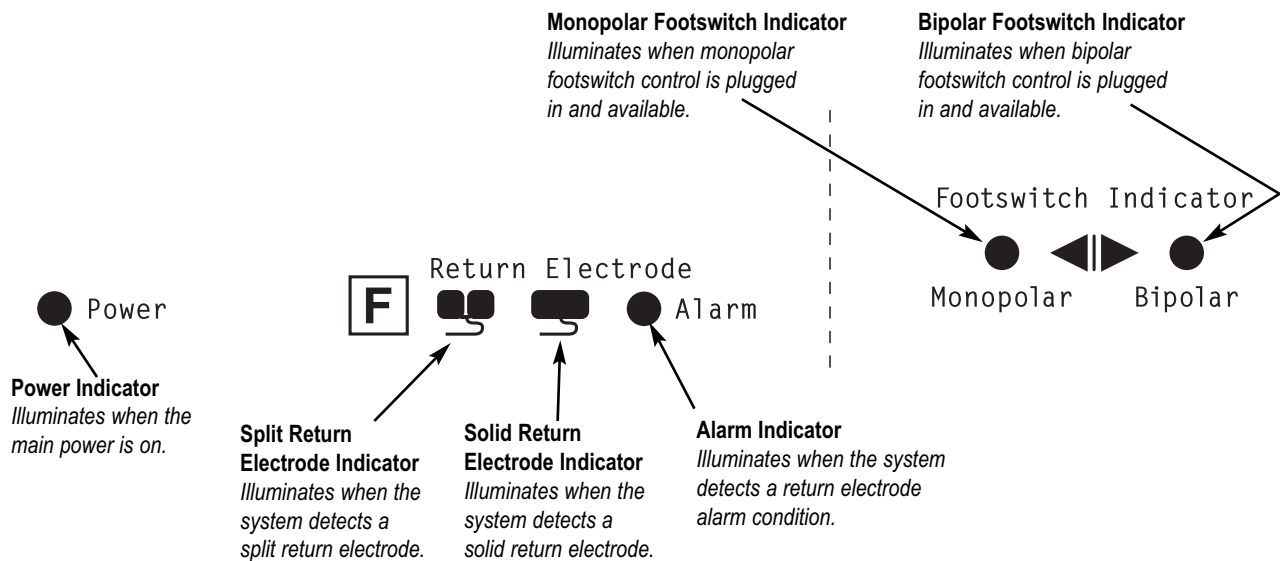 Monopolar Footswitch Indicator
Illuminates when monopolar
footswitch control is plugged
in and available.
Bipolar Footswitch Indicator
Illuminates when bipolar
footswitch control is plugged
in and available.
Footswitch Indicator
Monopolar
Bipolar
Power
F
Return Electrode
Alarm
Power Indicator
Illuminates when the
main power is on.
Split Return
Electrode Indicator
Illuminates when the
system detects a
split return electrode.
Solid Return
Electrode Indicator
Illuminates when the
system detects a
solid return electrode.
Alarm Indicator
Illuminates when the system
detects a return electrode
alarm condition.